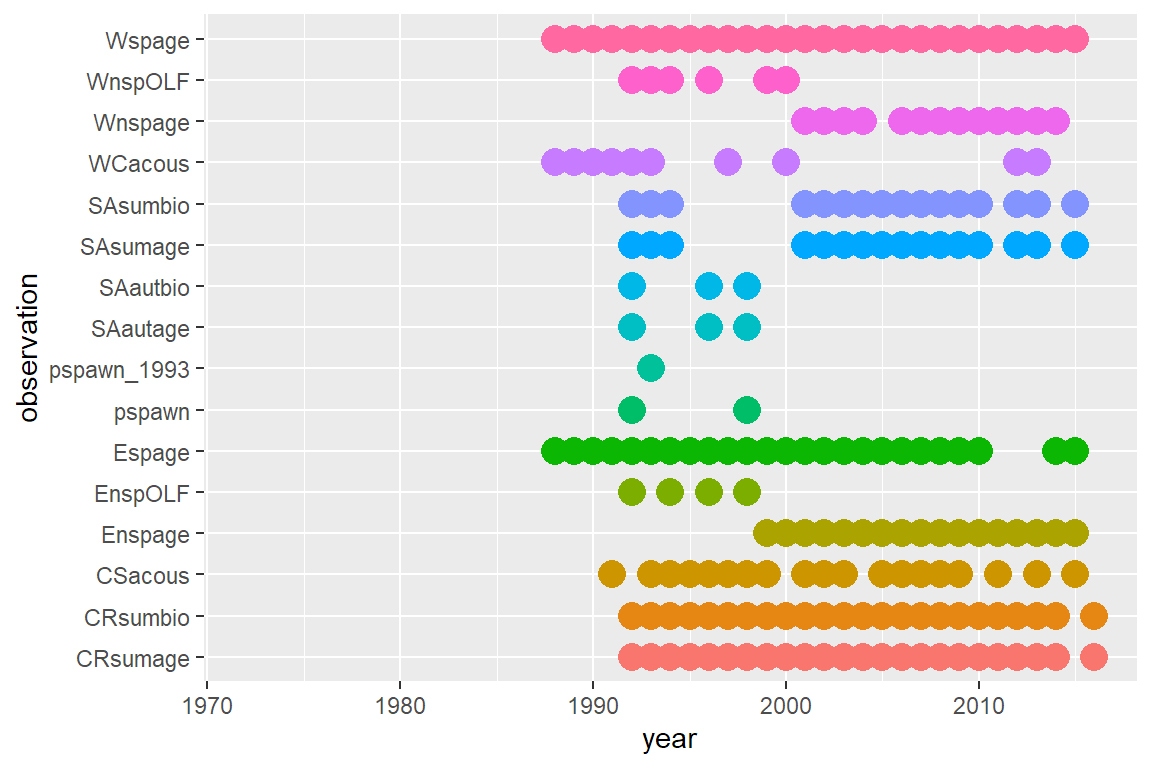 Wspage
WnspOLF
Wnspage
WCacous
SAsumbio
SAsumage
SAautbio
SAautage
pspawn_1993
pspawn
Espage
EnspOLF
Enspage
CSacous
CRsumbio
CRsumage
observation
1970 1980 1990 2000 2010
year